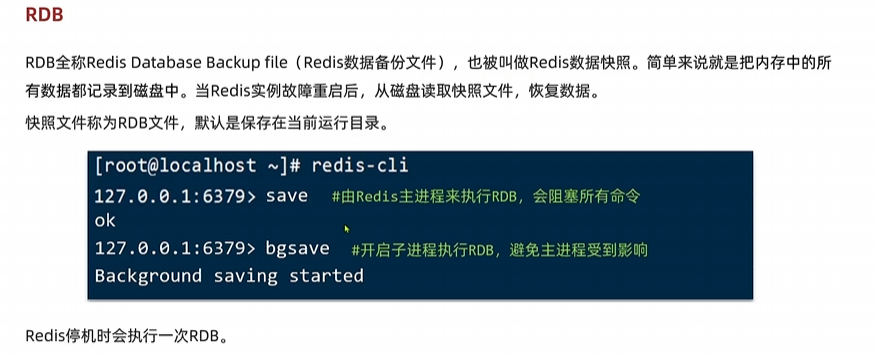 RDB
RDB全称Redis Database Backup file（Redis数据备份文件），也被叫做Redis数据快照。简单来说就是把内存中的所
有数据都记录到磁盘中。当Redis实例故障重启后，从磁盘读取快照文件，恢复数据。
快照文件称为RDB文件，默认是保存在当前运行目录。
[root@localhost ~]# redis-cli
127.0.0.1:6379> save #由Redis主进程来执行RDB，会阻塞所有命令
ok
127.0.0.1:6379> bgsave #开启子进程执行RDB，避免主进程受到影响
Background saving started
Redis停机时会执行一次RDB。